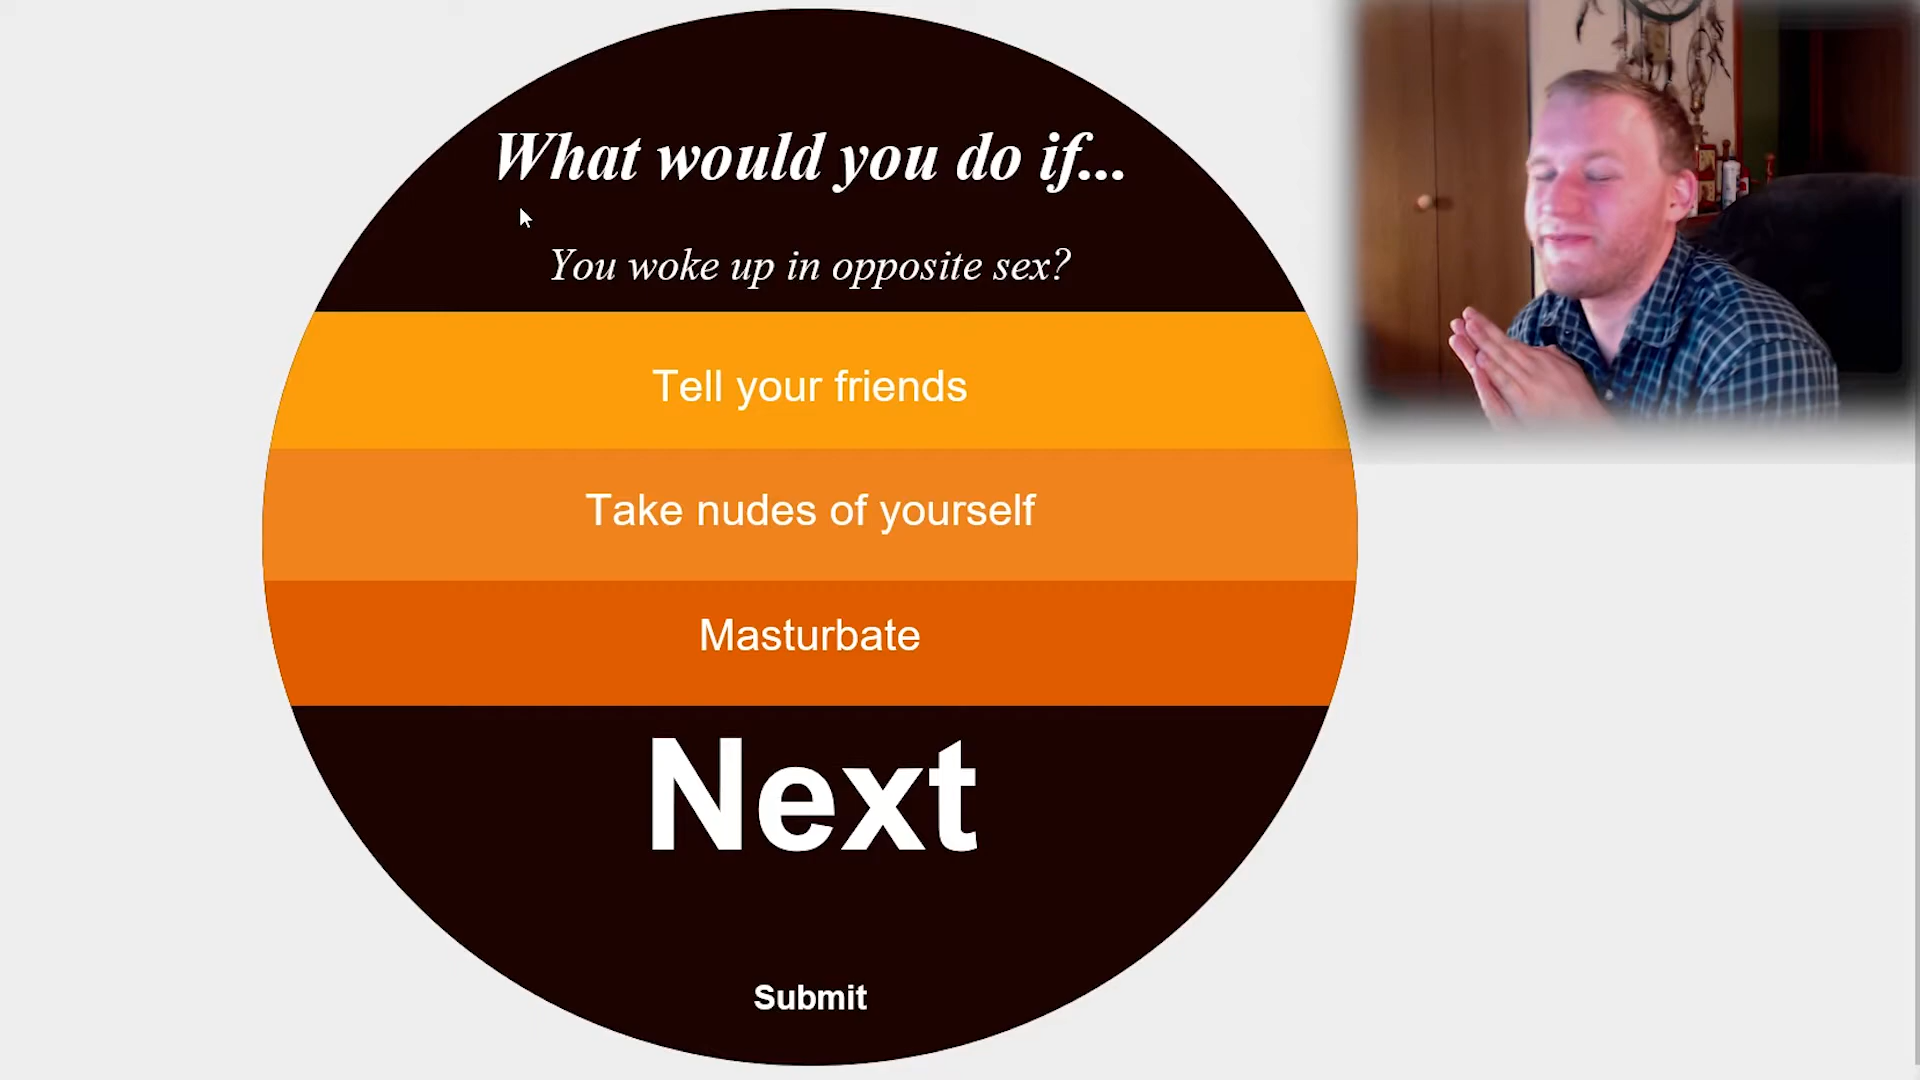 What would you do if...
You woke up in opposite sex?
Tell your friends
Take nudes of yourself
Masturbate
Next
Submit